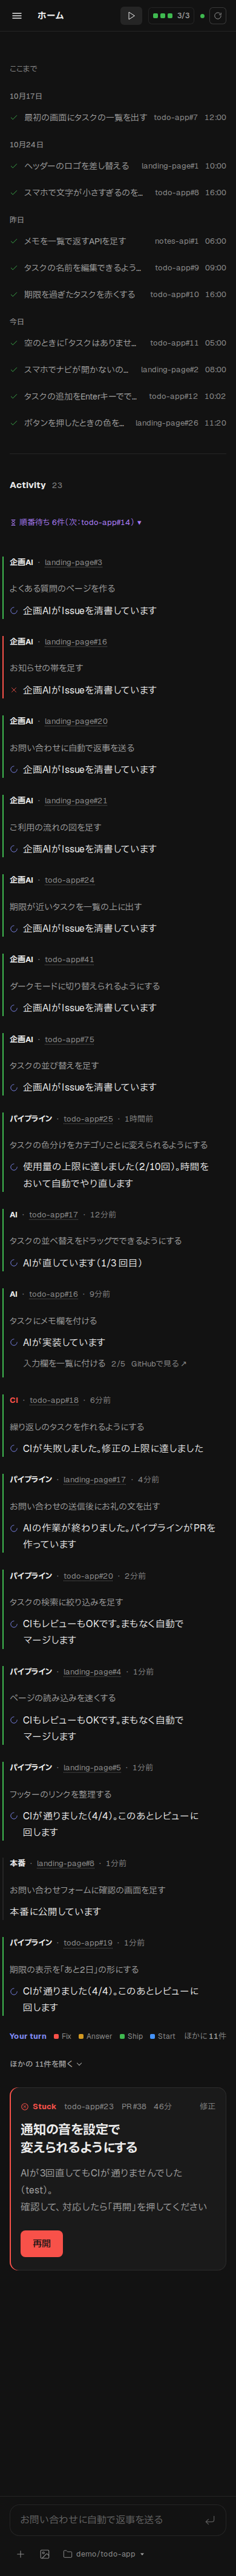 ホーム
3/3
ここまで
10月17日
最初の画面にタスクの一覧を出す todo-app#7 12:00
10月24日
ヘッダーのロゴを差し替える landing-page#1 10:00
スマホで文字が小さすぎるのを… todo-app#8 16:00
昨日
メモを一覧で返すAPIを足す notes-api#1 06:00
タスクの名前を編集できるよう… todo-app#9 09:00
期限を過ぎたタスクを赤くする todo-app#10 16:00
今日
空のときに「タスクはありませ… todo-app#11 05:00
スマホでナビが開かないの… landing-page#2 08:00
タスクの追加をEnterキーでで… todo-app#12 10:02
ボタンを押したときの色を… landing-page#26 11:20
Activity 23
順番待ち 6件（次：todo-app#14） ▾
企画AI · landing-page#3
よくある質問のページを作る
企画AIがIssueを清書しています
企画AI · landing-page#16
お知らせの帯を足す
企画AIがIssueを清書しています
企画AI · landing-page#20
お問い合わせに自動で返事を送る
企画AIがIssueを清書しています
企画AI · landing-page#21
ご利用の流れの図を足す
企画AIがIssueを清書しています
企画AI · todo-app#24
期限が近いタスクを一覧の上に出す
企画AIがIssueを清書しています
企画AI · todo-app#41
ダークモードに切り替えられるようにする
企画AIがIssueを清書しています
企画AI · todo-app#75
タスクの並び替えを足す
企画AIがIssueを清書しています
パイプライン · todo-app#25 · 1時間前
タスクの色分けをカテゴリごとに変えられるようにする
使用量の上限に達しました（2/10回）。時間を
おいて自動でやり直します
AI · todo-app#17 · 12分前
タスクの並べ替えをドラッグでできるようにする
AIが直しています（1/3 回目）
AI · todo-app#16 · 9分前
タスクにメモ欄を付ける
AIが実装しています
入力欄を一覧に付ける 2/5 GitHubで見る↗
CI · todo-app#18 · 6分前
繰り返しのタスクを作れるようにする
CIが失敗しました。修正の上限に達しました
パイプライン · landing-page#17 · 4分前
お問い合わせの送信後にお礼の文を出す
AIの作業が終わりました。パイプラインがPRを
作っています
パイプライン · todo-app#20 · 2分前
タスクの検索に絞り込みを足す
CIもレビューもOKです。まもなく自動で
マージします
パイプライン · landing-page#4 · 1分前
ページの読み込みを速くする
CIもレビューもOKです。まもなく自動で
マージします
パイプライン · landing-page#5 · 1分前
フッターのリンクを整理する
CIが通りました（4/4）。このあとレビューに
回します
本番 · landing-page#8 · 1分前
お問い合わせフォームに確認の画面を足す
本番に公開しています
パイプライン · todo-app#19 · 1分前
期限の表示を「あと2日」の形にする
CIが通りました（4/4）。このあとレビューに
回します
Your turn Fix Answer Ship Start ほかに 11件
ほかの 11件を開く
Stuck todo-app#23 PR#38 46分 修正
通知の音を設定で
変えられるようにする
AIが3回直してもCIが通りませんでした
（test）。
確認して、対応したら「再開」を押してください
再開
お問い合わせに自動で返事を送る
demo/todo-app